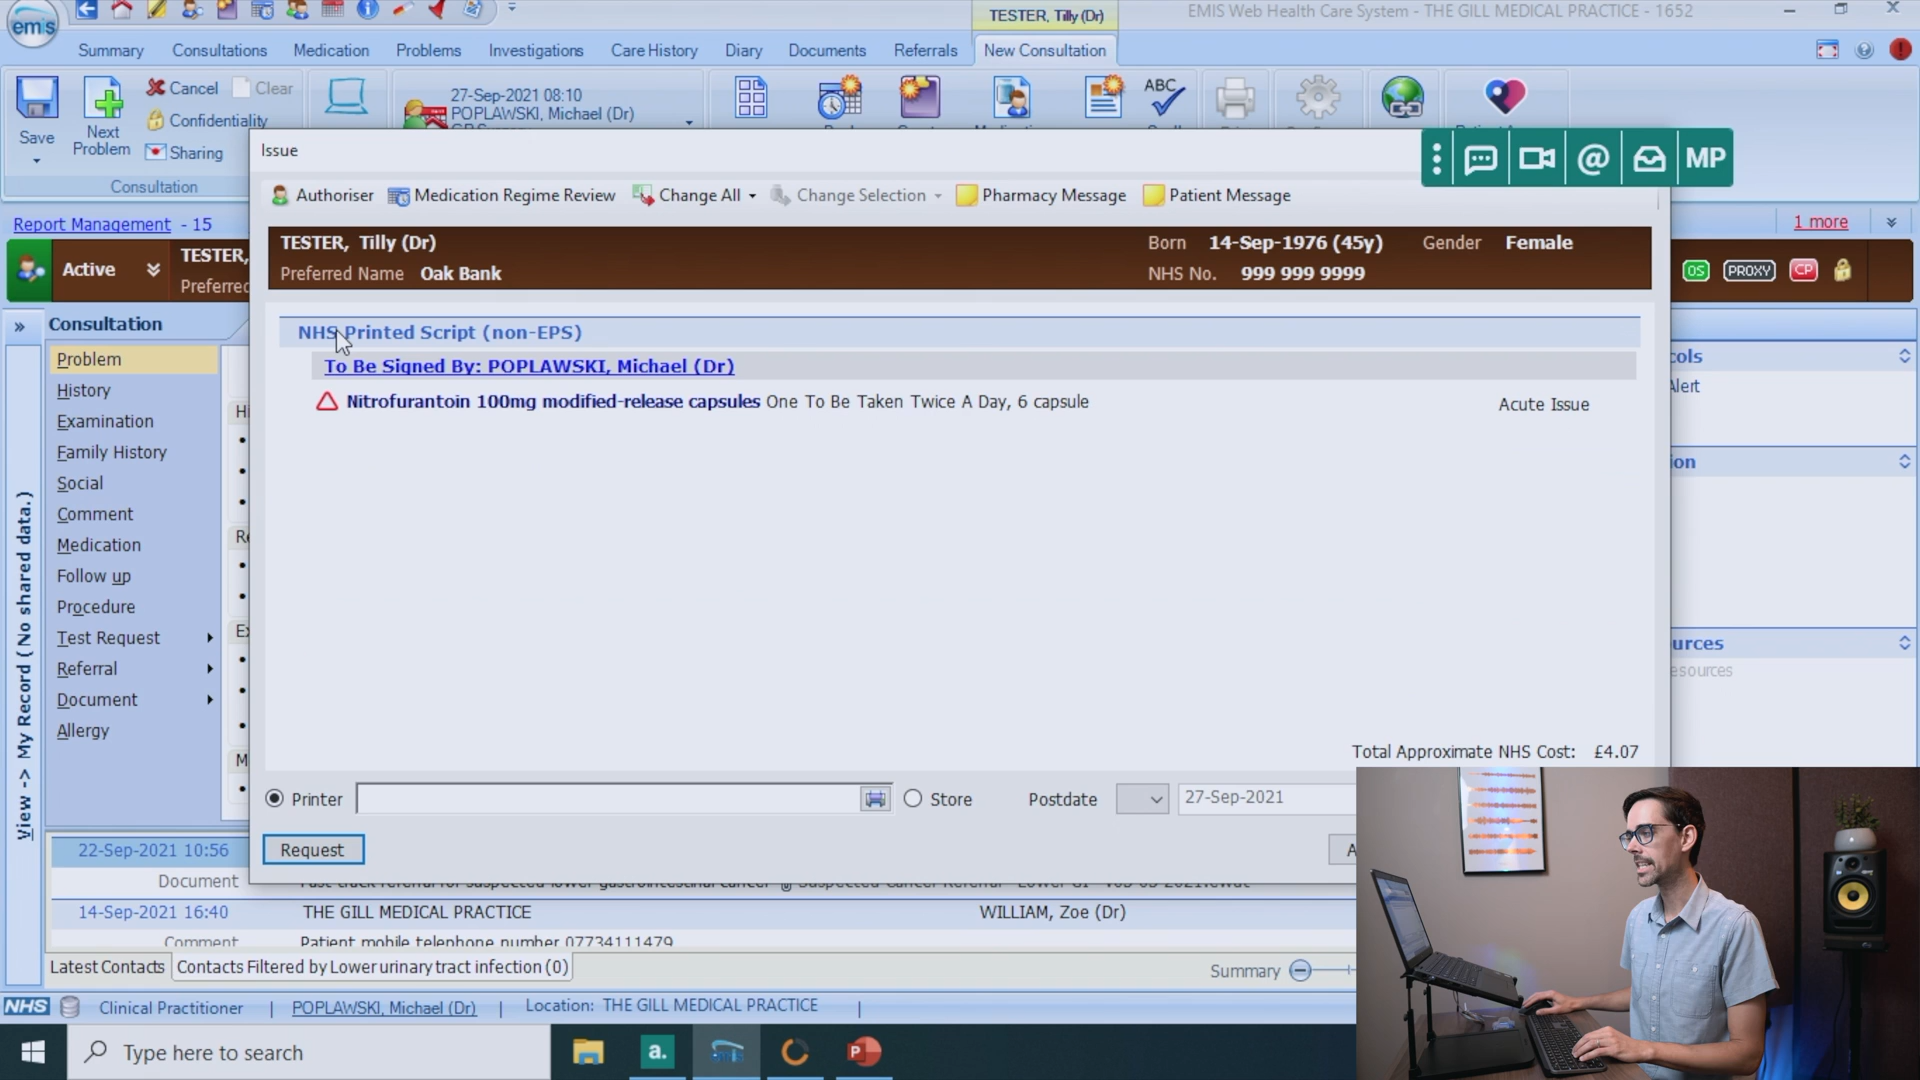 emis
TESTER, Tilly (Dr)
EMIS Web Health Care System - THE GILL MEDICAL PRACTICE - 1652
Summary Consultations Medication Problems Investigations Care History Diary Documents Referrals New Consultation
Save
Next Problem
Cancel Clear
Confidentiality
Sharing
Consultation
27-Sep-2021 08:10
POPLAWSKI, Michael (Dr)
ABC
Issue
MP
Authoriser Medication Regime Review Change All Change Selection Pharmacy Message Patient Message
Report Management - 15
1 more
Active
TESTER,
Preferred
TESTER, Tilly (Dr)
Born 14-Sep-1976 (45y) Gender Female
Preferred Name Oak Bank
NHS No. 999 999 9999
OS PROXY CP
Consultation
Problem
History
Examination
Family History
Social
Comment
Medication
Follow up
Procedure
Test Request
Referral
Document
Allergy
View -> My Record ( No shared data.)
NHS Printed Script (non-EPS)
To Be Signed By: POPLAWSKI, Michael (Dr)
Nitrofurantoin 100mg modified-release capsules One To Be Taken Twice A Day, 6 capsule
Acute Issue
Total Approximate NHS Cost: £4.07
Printer
Store
Postdate
27-Sep-2021
Request
22-Sep-2021 10:56
Document
14-Sep-2021 16:40 THE GILL MEDICAL PRACTICE WILLIAM, Zoe (Dr)
Comment Patient mobile telephone number 07734111479
Latest Contacts Contacts Filtered by Lower urinary tract infection (0)
Summary
NHS Clinical Practitioner | POPLAWSKI, Michael (Dr) | Location: THE GILL MEDICAL PRACTICE |
Type here to search
a.
emis
P